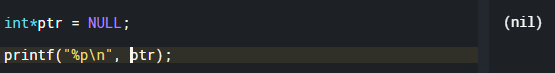 int*ptr = NULL;
printf("%p\n", ptr);
(nil)